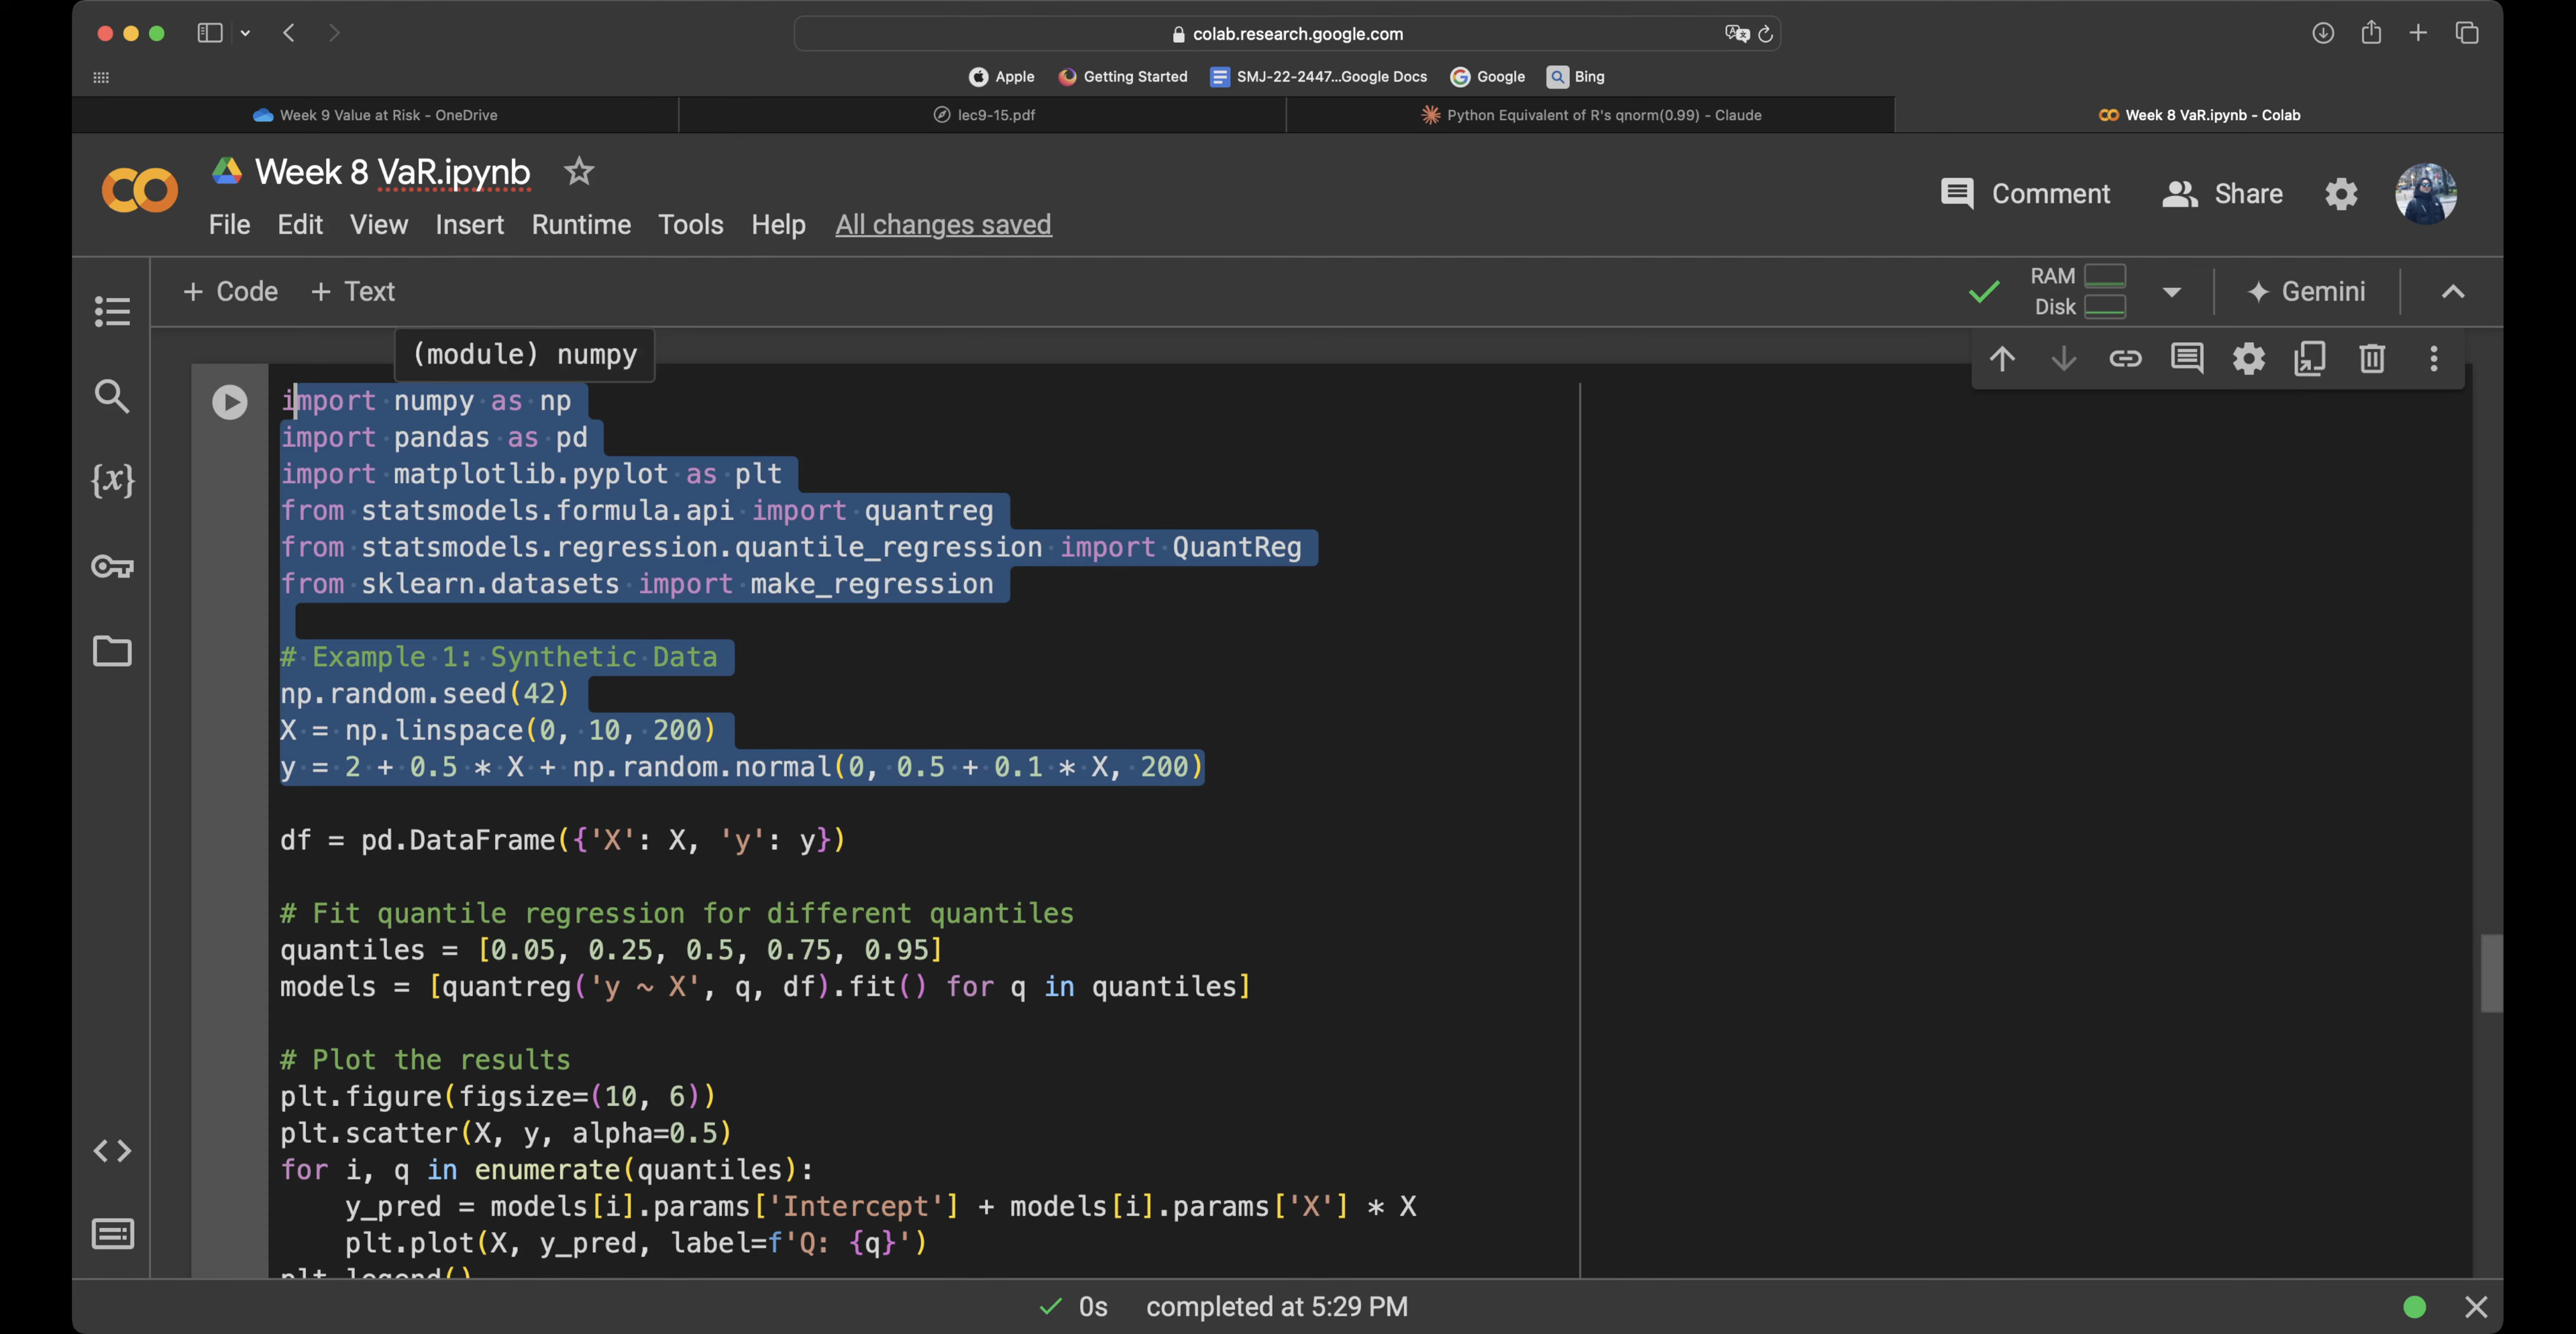 colab.research.google.com
Apple
Getting Started
SMJ-22-2447...Google Docs
Google
Bing
Week 9 Value at Risk - OneDrive
lec9-15.pdf
Python Equivalent of R's qnorm(0.99) - Claude
Week 8 VaR.ipynb - Colab
Week 8 VaR.ipynb
Comment
Share
File Edit View Insert Runtime Tools Help All changes saved
+ Code + Text
RAM
Disk
Gemini
(module) numpy
import numpy as np
import pandas as pd
import matplotlib.pyplot as plt
from statsmodels.formula.api import quantreg
from statsmodels.regression.quantile_regression import QuantReg
from sklearn.datasets import make_regression
# Example 1: Synthetic Data
np.random.seed(42)
X = np.linspace(0, 10, 200)
y = 2 + 0.5 * X + np.random.normal(0, 0.5 + 0.1 * X, 200)
df = pd.DataFrame({'X': X, 'y': y})
# Fit quantile regression for different quantiles
quantiles = [0.05, 0.25, 0.5, 0.75, 0.95]
models = [quantreg('y ~ X', q, df).fit() for q in quantiles]
# Plot the results
plt.figure(figsize=(10, 6))
plt.scatter(X, y, alpha=0.5)
for i, q in enumerate(quantiles):
    y_pred = models[i].params['Intercept'] + models[i].params['X'] * X
    plt.plot(X, y_pred, label=f'Q: {q}')
plt.legend()
0s completed at 5:29 PM